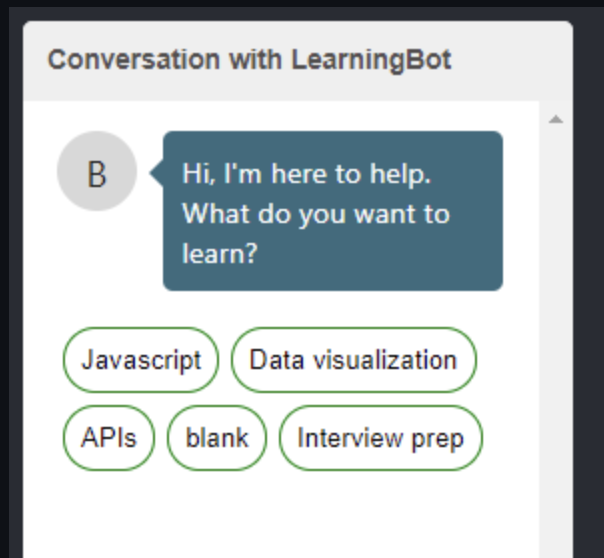 Conversation with LearningBot
B
Hi, I'm here to help.
What do you want to
learn?
Javascript
Data visualization
APIs
blank
Interview prep